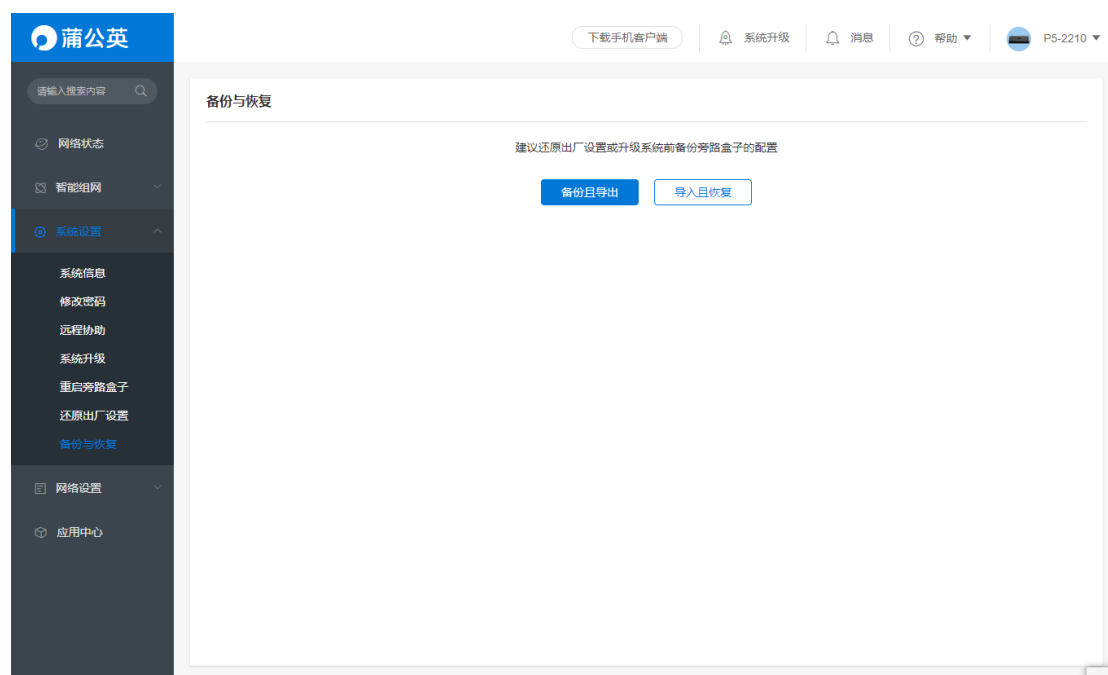 蒲公英
下载手机客户端
系统升级
消息
帮助
P5-2210
请输入搜索内容
网络状态
智能组网
系统设置
系统信息
修改密码
远程协助
系统升级
重启旁路盒子
还原出厂设置
备份与恢复
网络设置
应用中心
备份与恢复
建议还原出厂设置或升级系统前备份旁路盒子的配置
备份且导出
导入且恢复